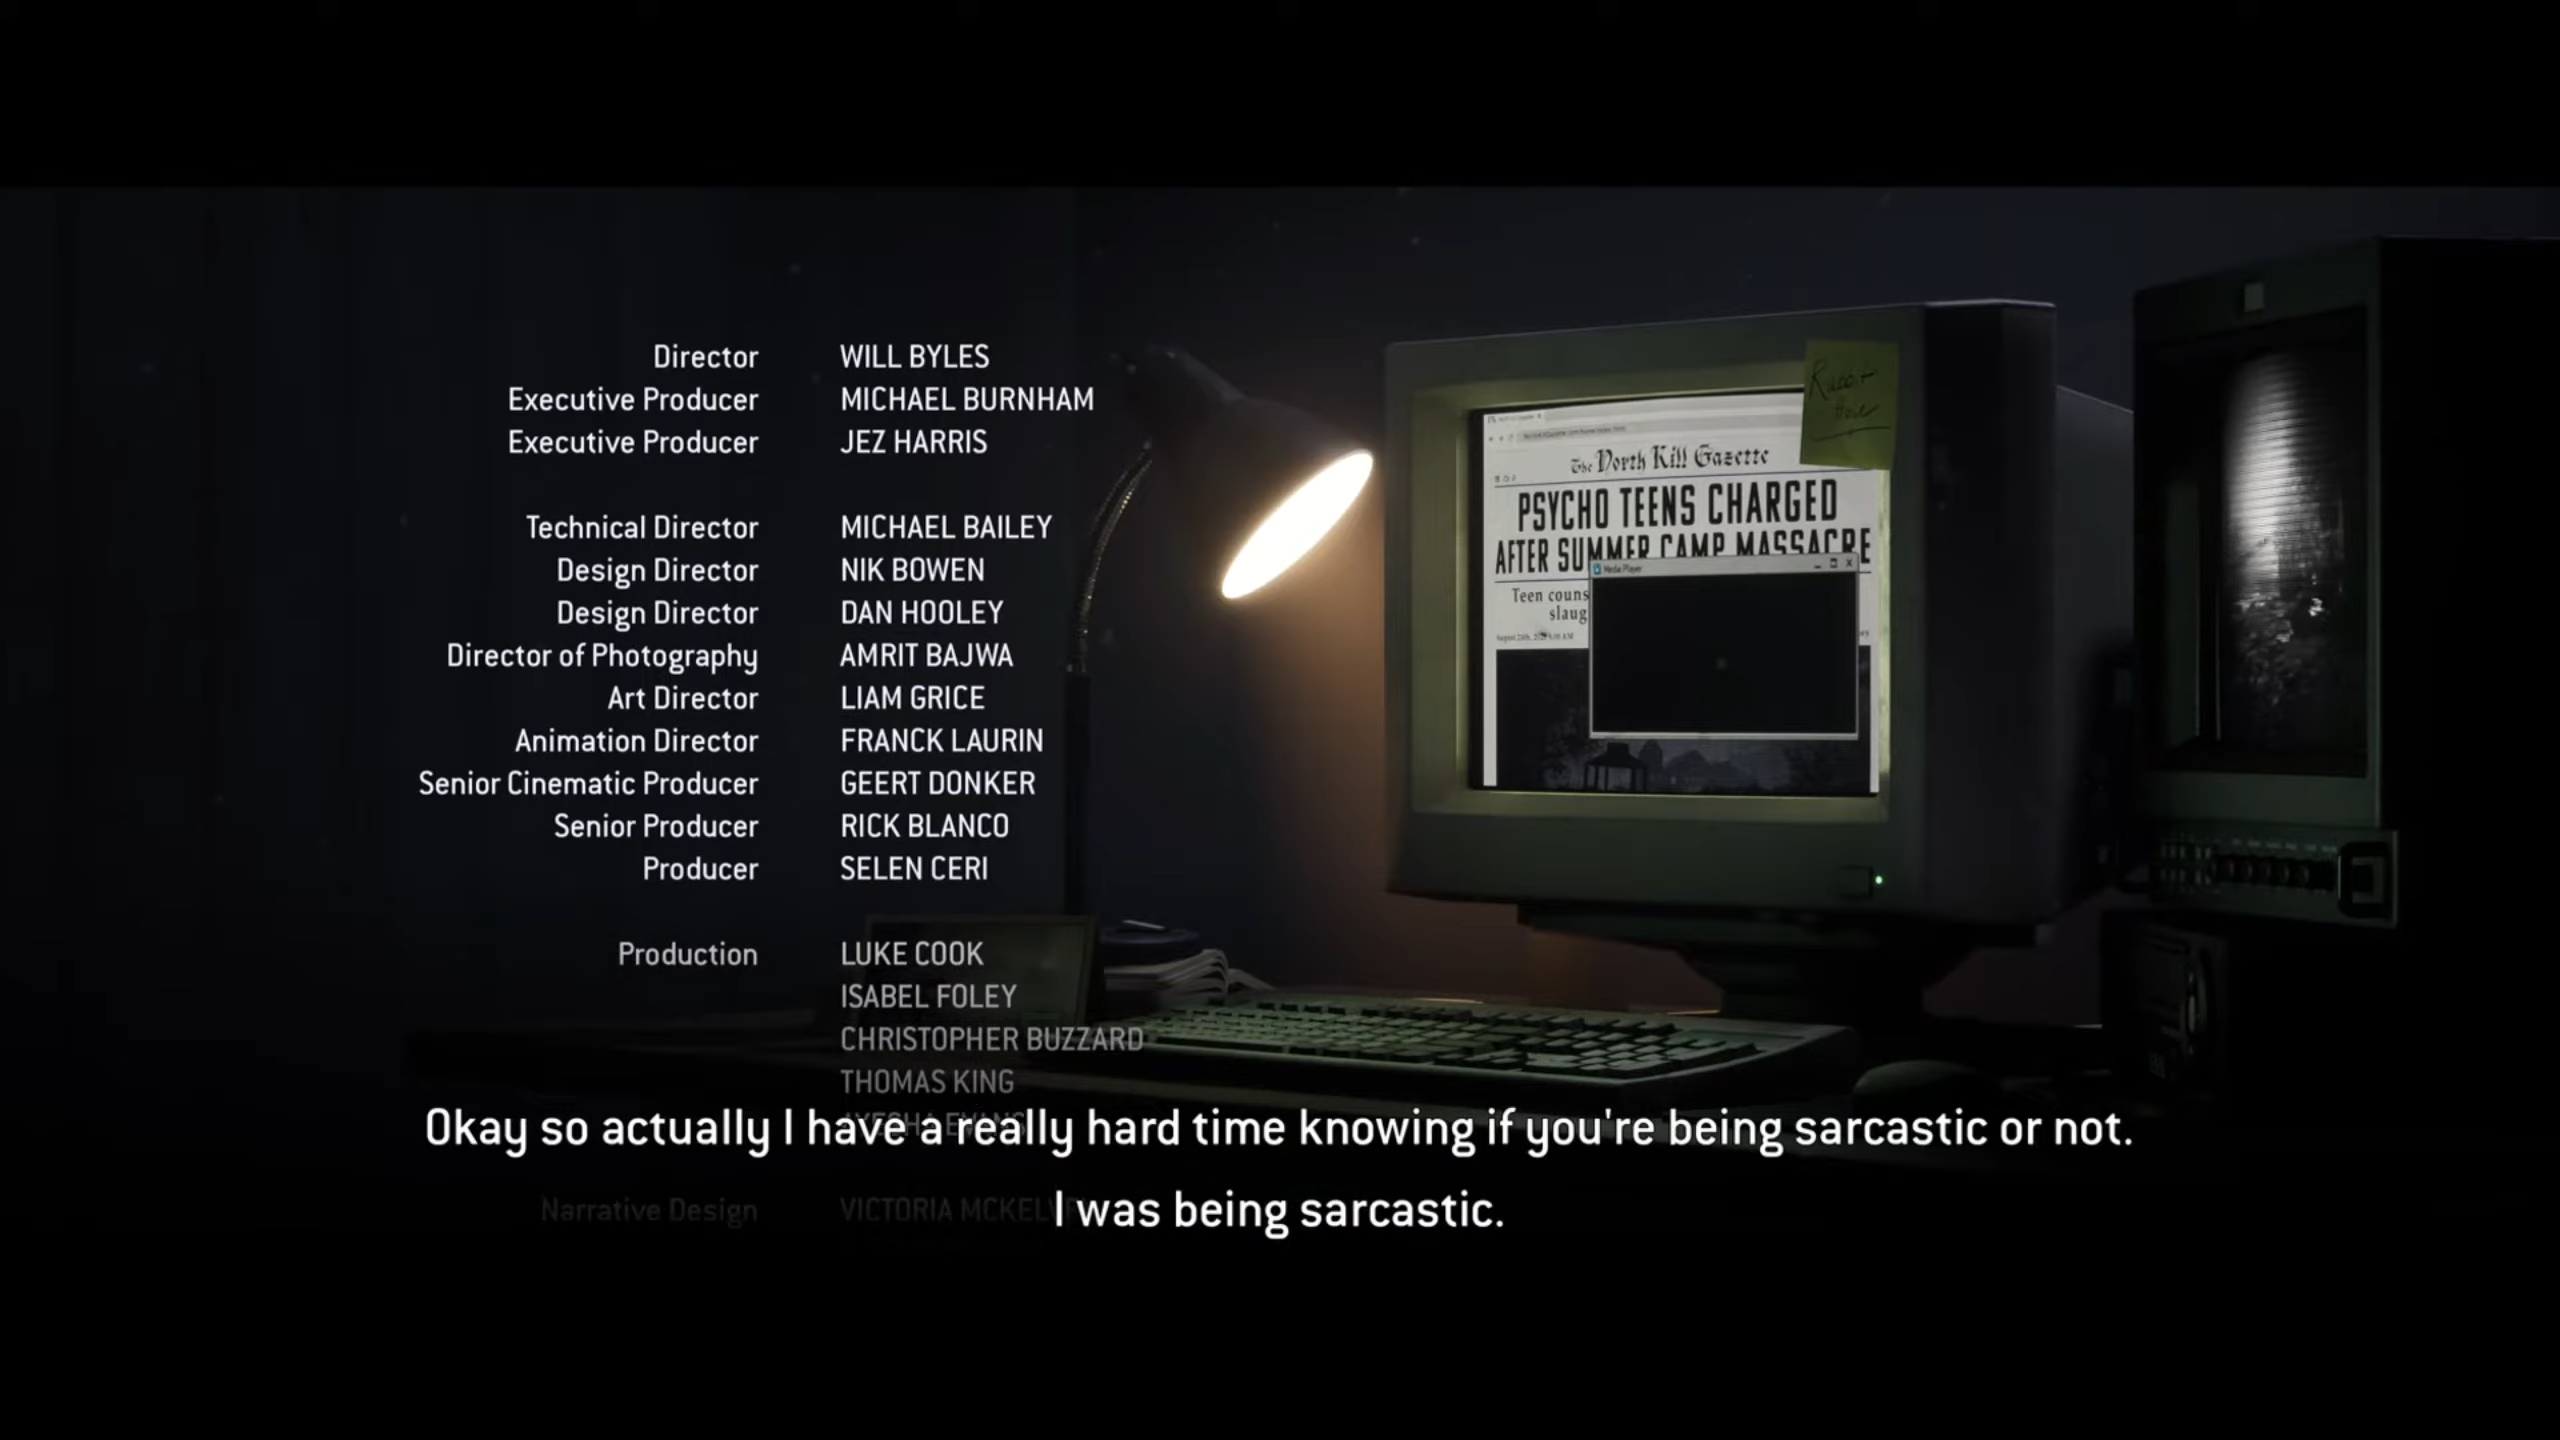 Director WILL BYLES
Executive Producer MICHAEL BURNHAM
Executive Producer JEZ HARRIS
Technical Director MICHAEL BAILEY
Design Director NIK BOWEN
Design Director DAN HOOLEY
Director of Photography AMRIT BAJWA
Art Director LIAM GRICE
Animation Director FRANCK LAURIN
Senior Cinematic Producer GEERT DONKER
Senior Producer RICK BLANCO
Producer SELEN CERI
Production LUKE COOK
ISABEL FOLEY
CHRISTOPHER BUZZARD
THOMAS KING
Narrative Design VICTORIA
Rabbit
The North Kill Gazette
PSYCHO TEENS CHARGED
AFTER SUMMER CAMP MASSACRE
Media Player
Teen couns
slaug
Okay so actually I have a really hard time knowing if you're being sarcastic or not.
I was being sarcastic.